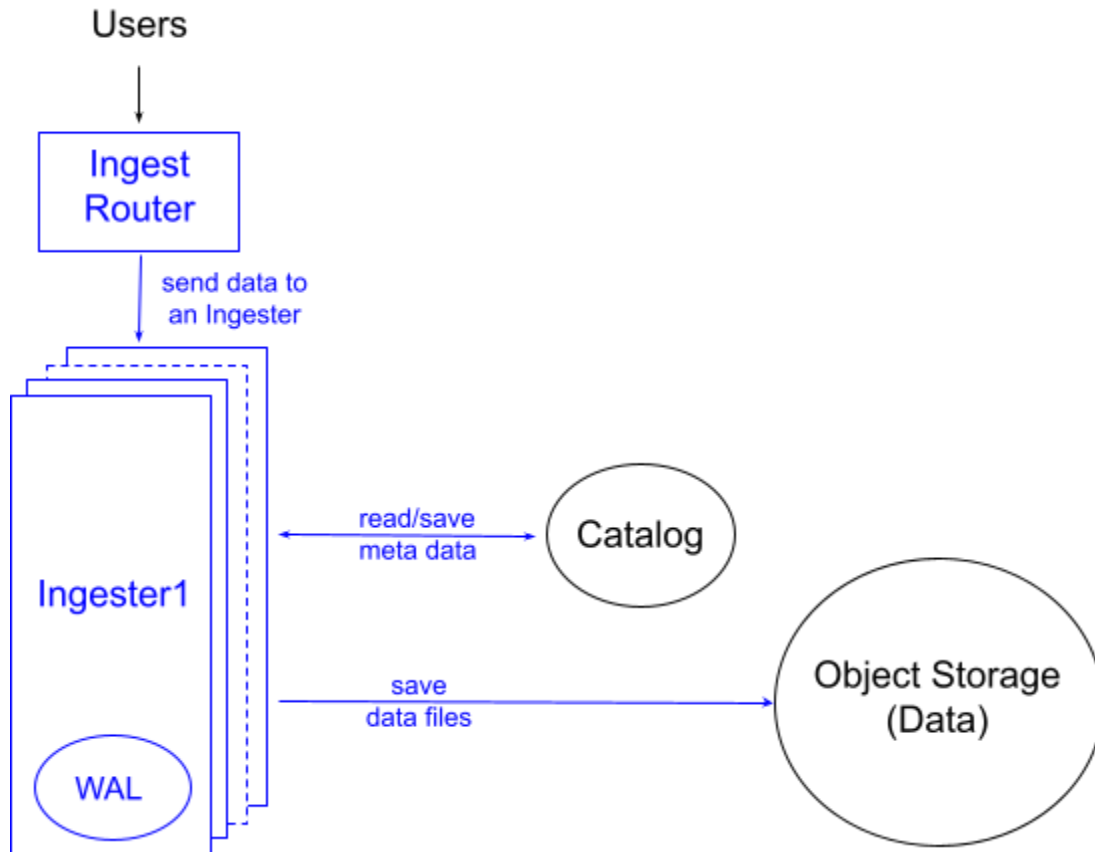 Users
Ingest
Router
send data to
an Ingester
read/save
meta data
Catalog
Ingester1
Object Storage
(Data)
save
data files
WAL